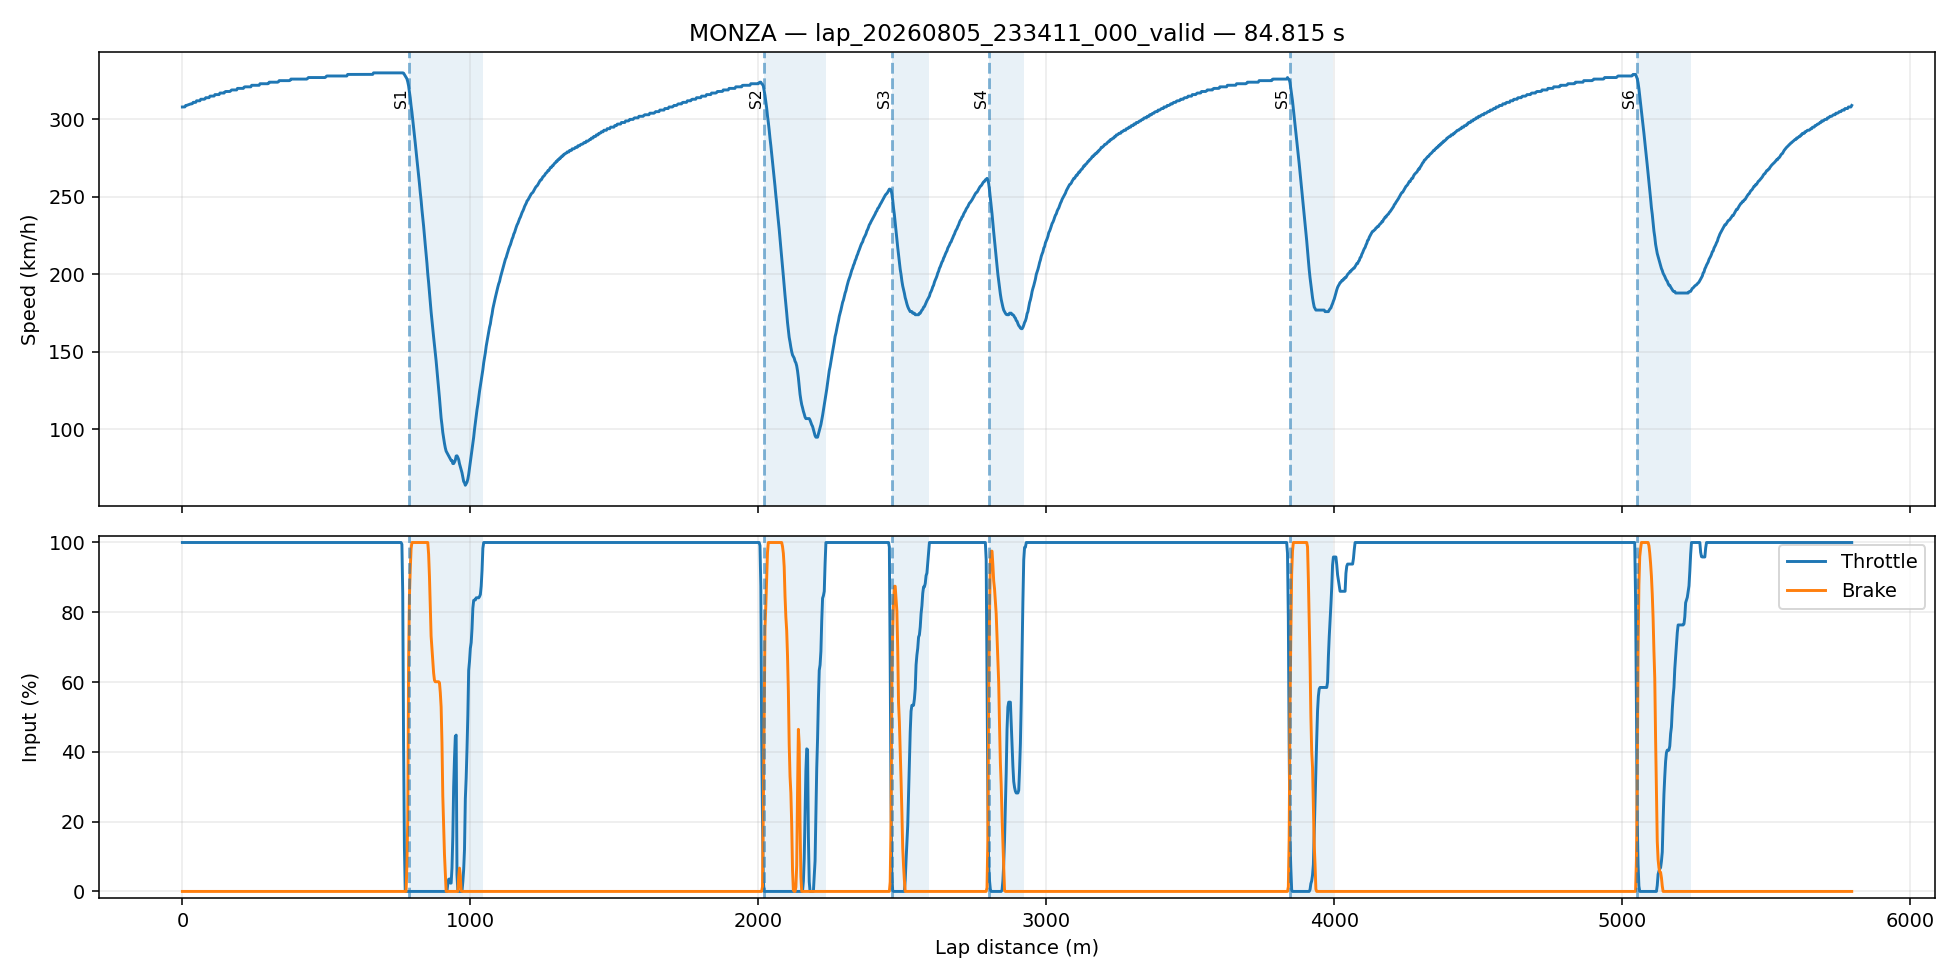 MONZA — lap_20260805_233411_000_valid — 84.815 s
Speed (km/h)
300
250
200
150
100
S1
S2
S3
S4
S5
S6
Input (%)
100
80
60
40
20
0
Throttle
Brake
0
1000
2000
3000
4000
5000
6000
Lap distance (m)